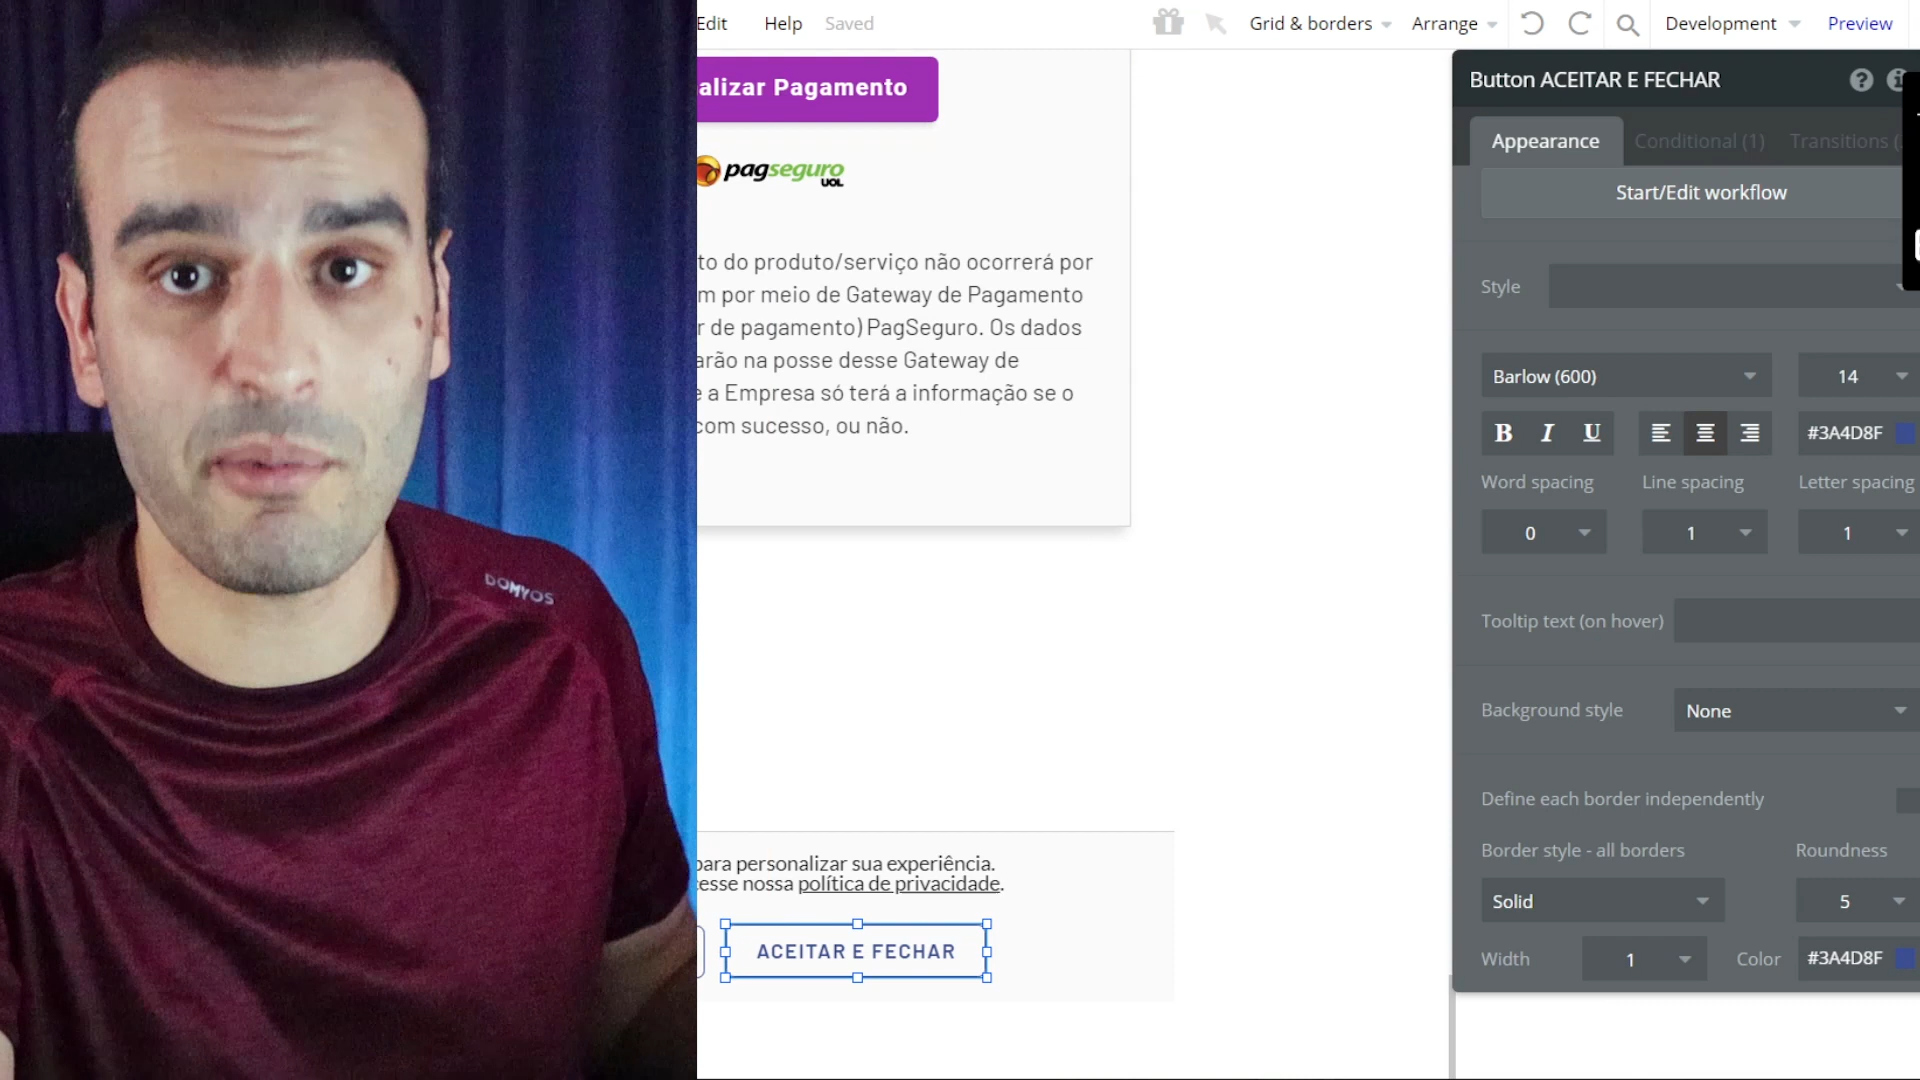 Edit Help Saved Grid & borders Arrange Development Preview
alizar Pagamento
pagseguro
UOL
to do produto/serviço não ocorrerá por
m por meio de Gateway de Pagamento
r de pagamento) PagSeguro. Os dados
arão na posse desse Gateway de
e a Empresa só terá a informação se o
com sucesso, ou não.
para personalizar sua experiência.
esse nossa política de privacidade.
ACEITAR E FECHAR
DOMYOS
Button ACEITAR E FECHAR
Appearance Conditional (1) Transitions (
Start/Edit workflow
Style
Barlow (600) 14
B I U #3A4D8F
Word spacing Line spacing Letter spacing
0 1 1
Tooltip text (on hover)
Background style None
Define each border independently
Border style - all borders Roundness
Solid 5
Width 1 Color #3A4D8F